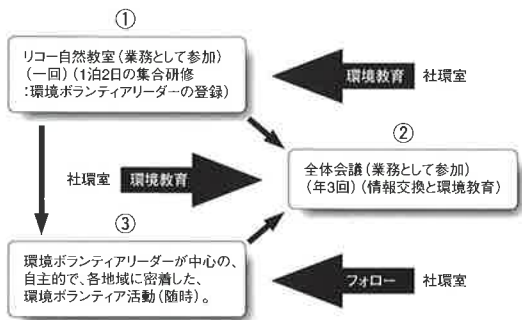 ①
リコー自然教室(業務として参加)
(一回)(1泊2日の集合研修
:環境ボランティアリーダーの登録)
環境教育 社環室
②
社環室 環境教育
全体会議(業務として参加)
(年3回)(情報交換と環境教育)
③
環境ボランティアリーダーが中心の、
自主的で、各地域に密着した、
環境ボランティア活動(随時)。
フォロー 社環室